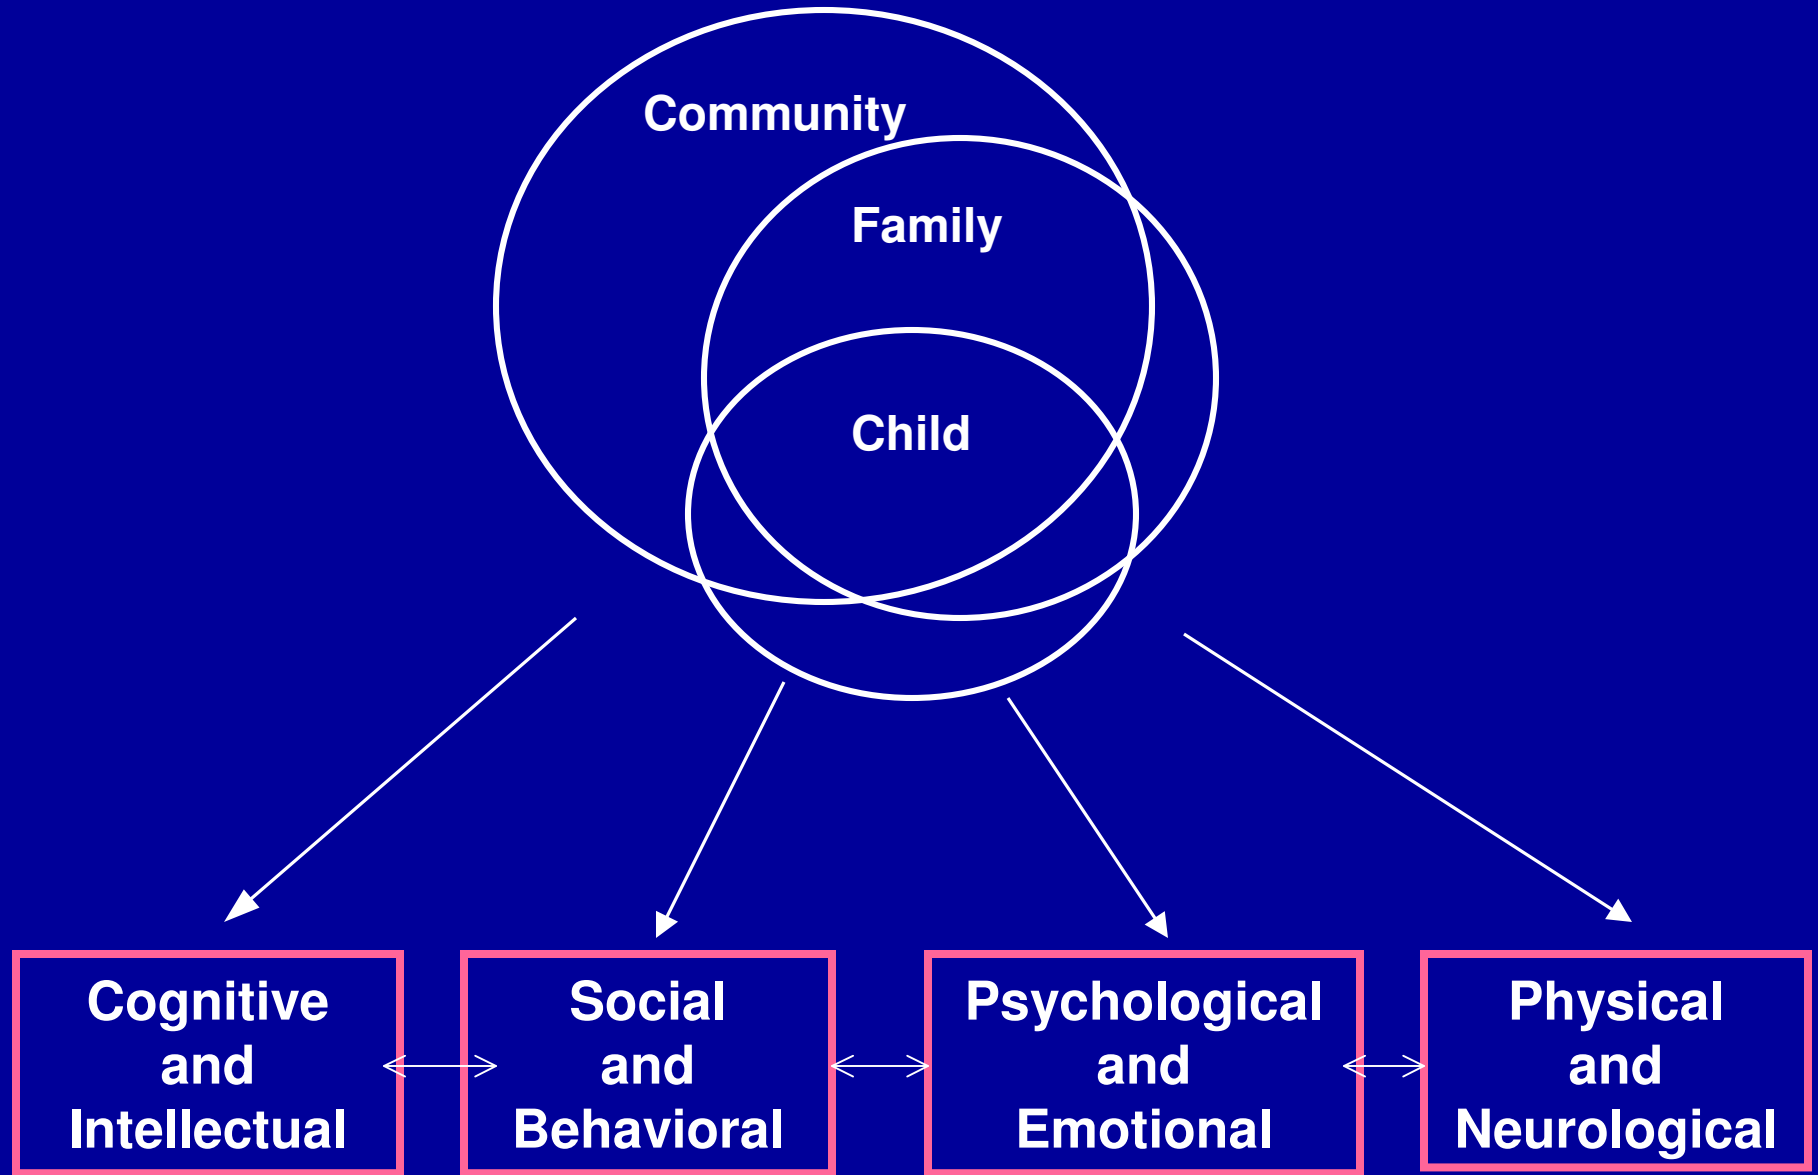 Community
Family
Child
Cognitive
and
Intellectual
Social
and
Behavioral
Psychological
and
Emotional
Physical
and
Neurological